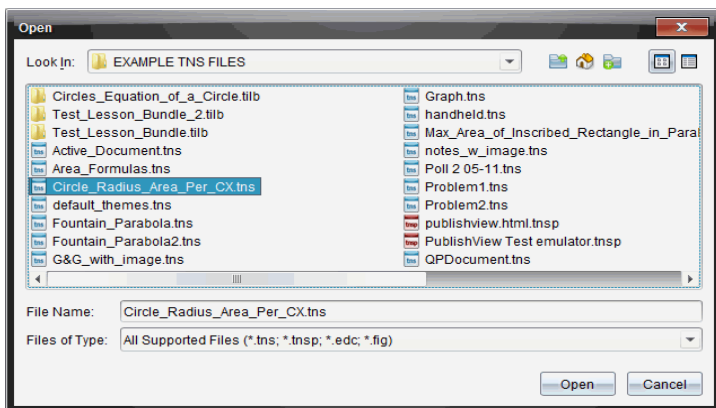 Open
Look In: EXAMPLE TNS FILES
Circles_Equation_of_a_Circle.tilb
Test_Lesson_Bundle_2.tilb
Test_Lesson_Bundle.tilb
Active_Document.tns
Area_Formulas.tns
Circle_Radius_Area_Per_CX.tns
default_themes.tns
Fountain_Parabola.tns
Fountain_Parabola2.tns
G&G_with_image.tns
Graph.tns
handheld.tns
Max_Area_of_Inscribed_Rectangle_in_Para
notes_w_image.tns
Poll 2 05-11.tns
Problem1.tns
Problem2.tns
publishview.html.tnsp
PublishView Test emulator.tnsp
QPDocument.tns
File Name: Circle_Radius_Area_Per_CX.tns
Files of Type: All Supported Files (*.tns; *.tnsp; *.edc; *.fig)
Open Cancel